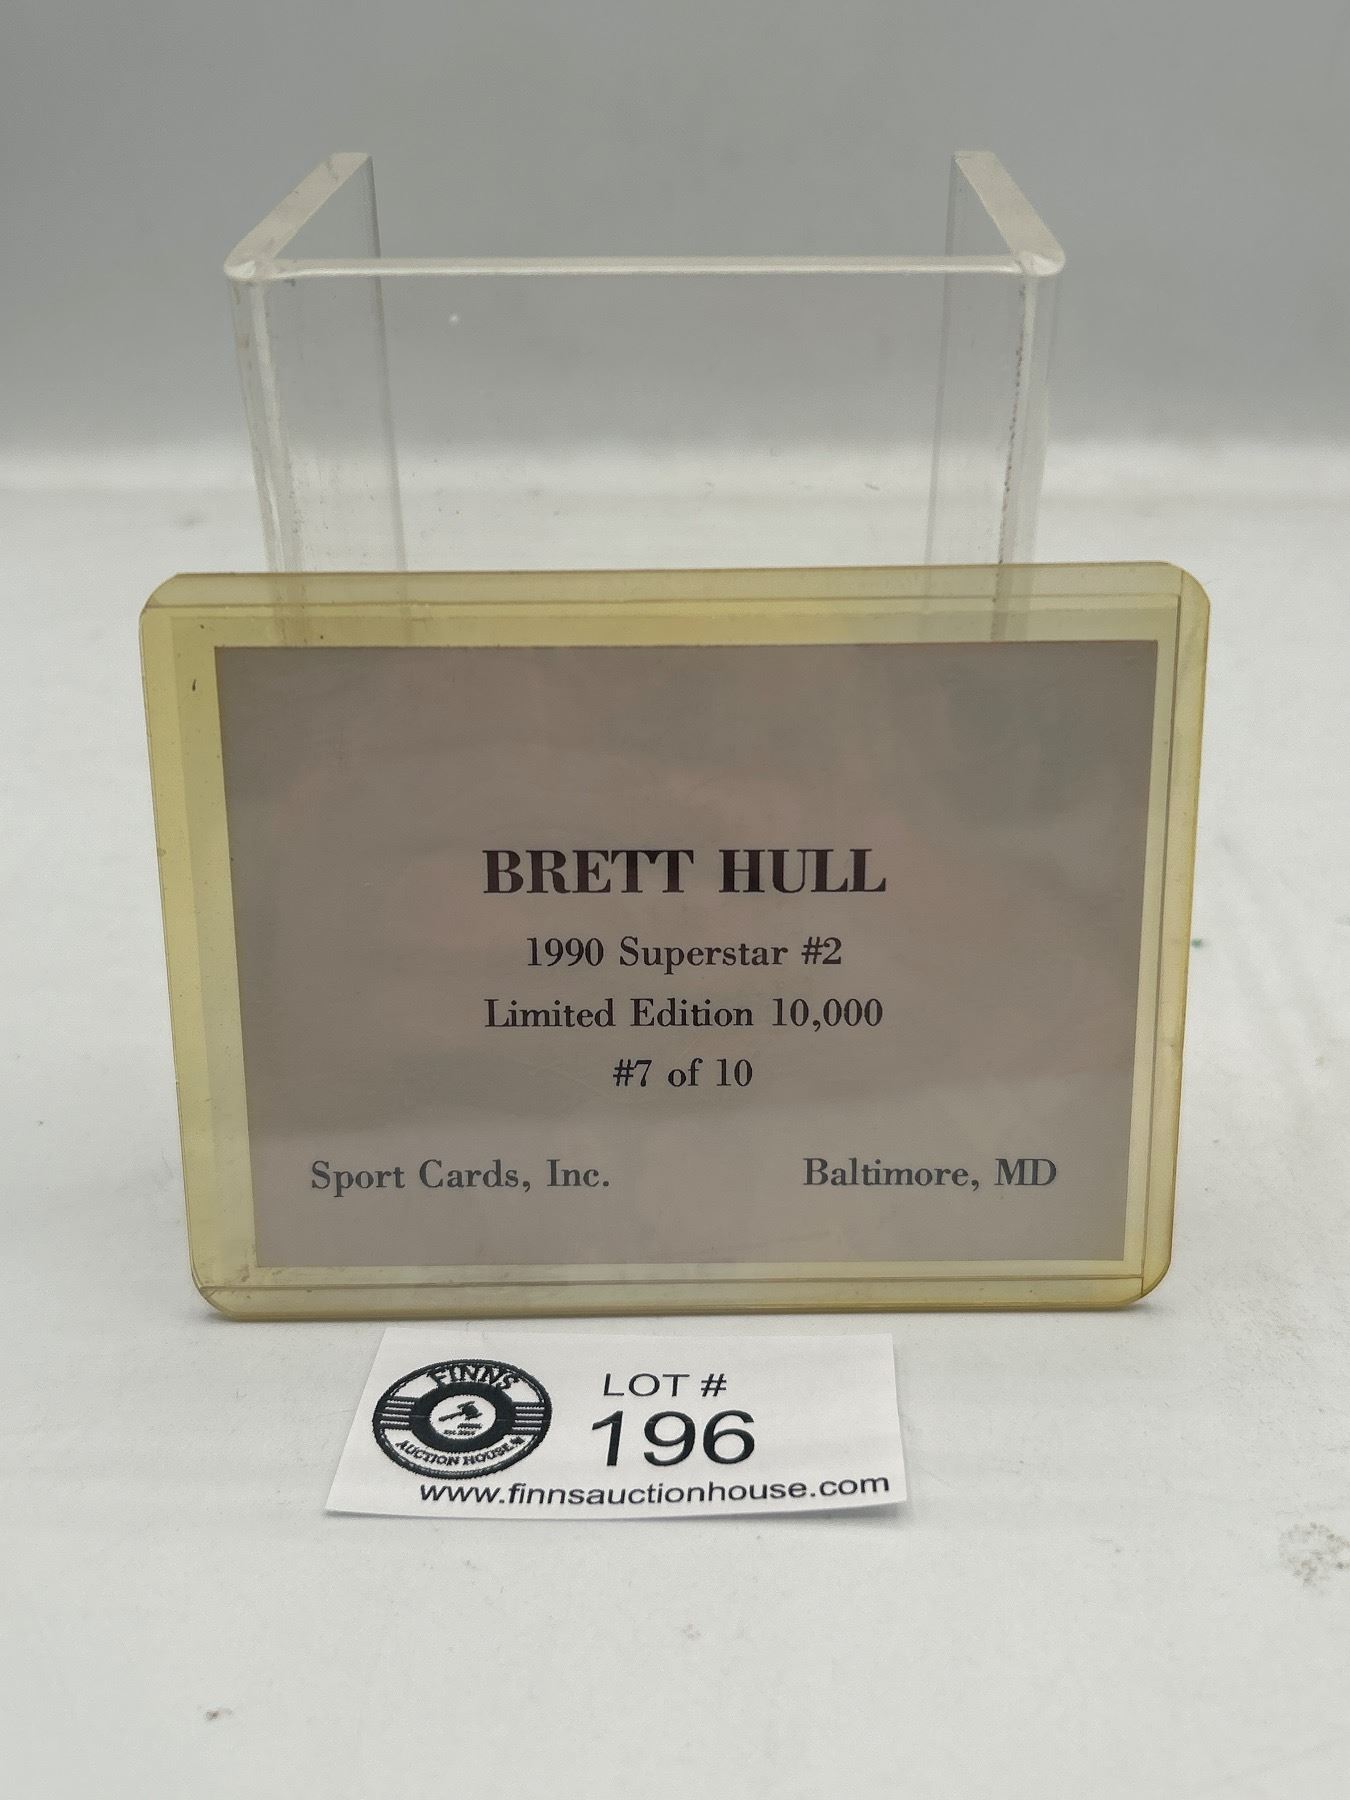 BRETT HULL
1990 Superstar #2
Limited Edition 10,000
#7 of 10
Sport Cards, Inc. Baltimore, MD
FINNS
AUCTION HOUSE
LOT #
196
www.finnsauctionhouse.com